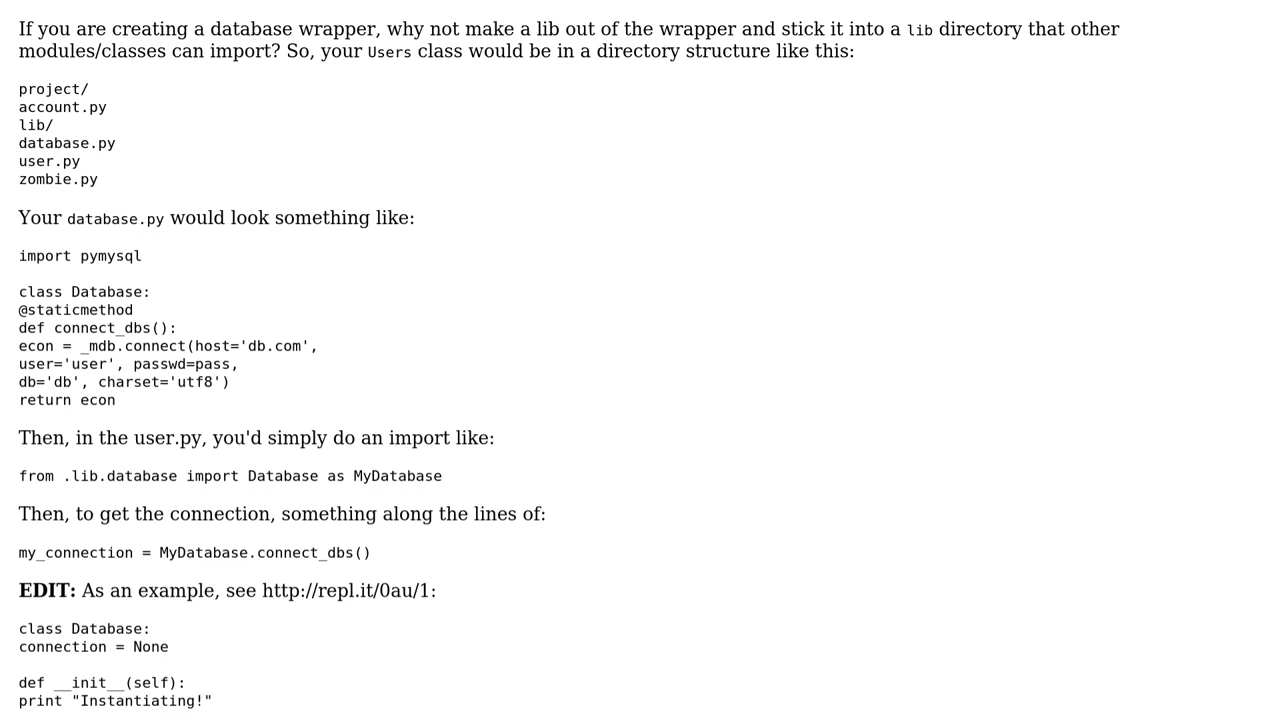 If you are creating a database wrapper, why not make a lib out of the wrapper and stick it into a lib directory that other
modules/classes can import? So, your Users class would be in a directory structure like this:
project/
account.py
lib/
database.py
user.py
zombie.py
Your database.py would look something like:
import pymysql
class Database:
@staticmethod
def connect_dbs():
econ = _mdb.connect(host='db.com',
user='user', passwd=pass,
db='db', charset='utf8')
return econ
Then, in the user.py, you'd simply do an import like:
from .lib.database import Database as MyDatabase
Then, to get the connection, something along the lines of:
my_connection = MyDatabase.connect_dbs()
EDIT: As an example, see http://repl.it/0au/1:
class Database:
connection = None
def __init__(self):
print "Instantiating!"